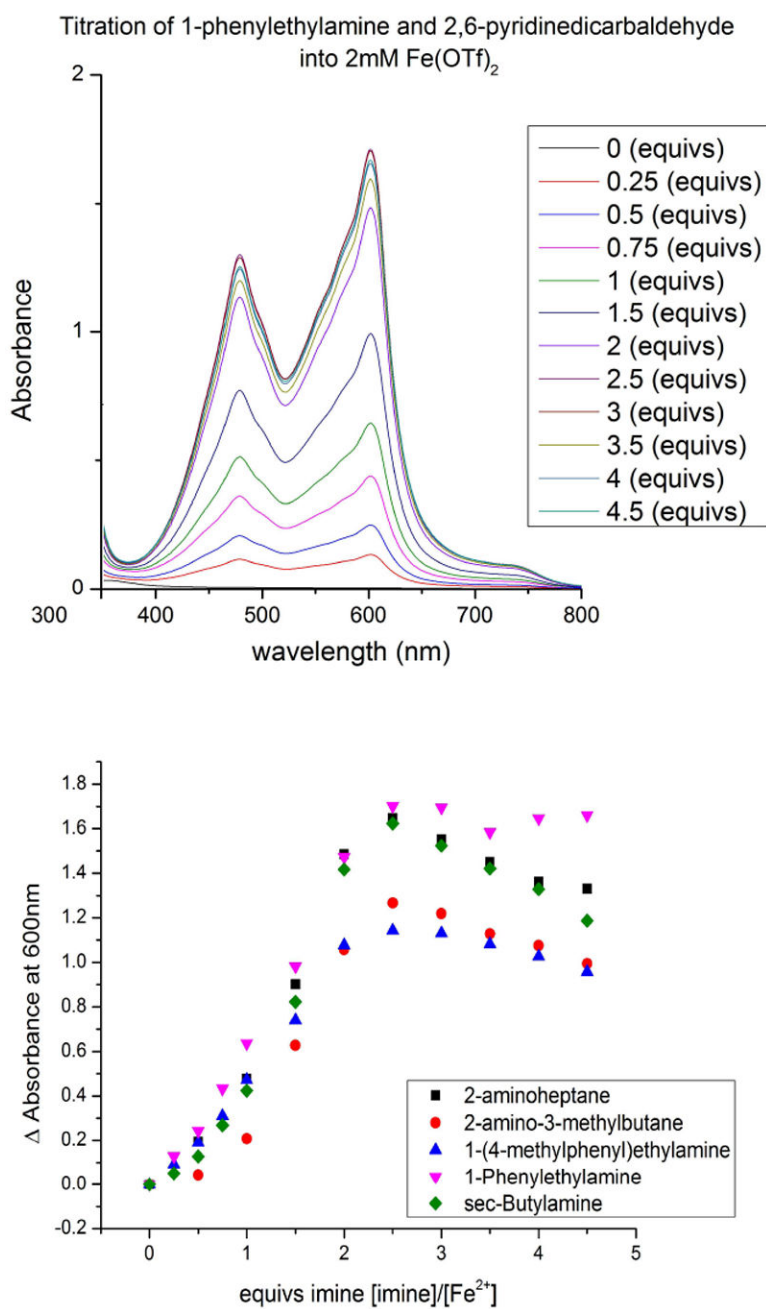 Titration of 1-phenylethylamine and 2,6-pyridinedicarbaldehyde
into 2mM Fe(OTf)₂
2
1
0
Absorbance
300 400 500 600 700 800
wavelength (nm)
0 (equivs)
0.25 (equivs)
0.5 (equivs)
0.75 (equivs)
1 (equivs)
1.5 (equivs)
2 (equivs)
2.5 (equivs)
3 (equivs)
3.5 (equivs)
4 (equivs)
4.5 (equivs)
1.8
1.6
1.4
1.2
1.0
0.8
0.6
0.4
0.2
0.0
-0.2
Δ Absorbance at 600nm
2-aminoheptane
2-amino-3-methylbutane
1-(4-methylphenyl)ethylamine
1-Phenylethylamine
sec-Butylamine
0 1 2 3 4 5
equivs imine [imine]/[Fe²⁺]